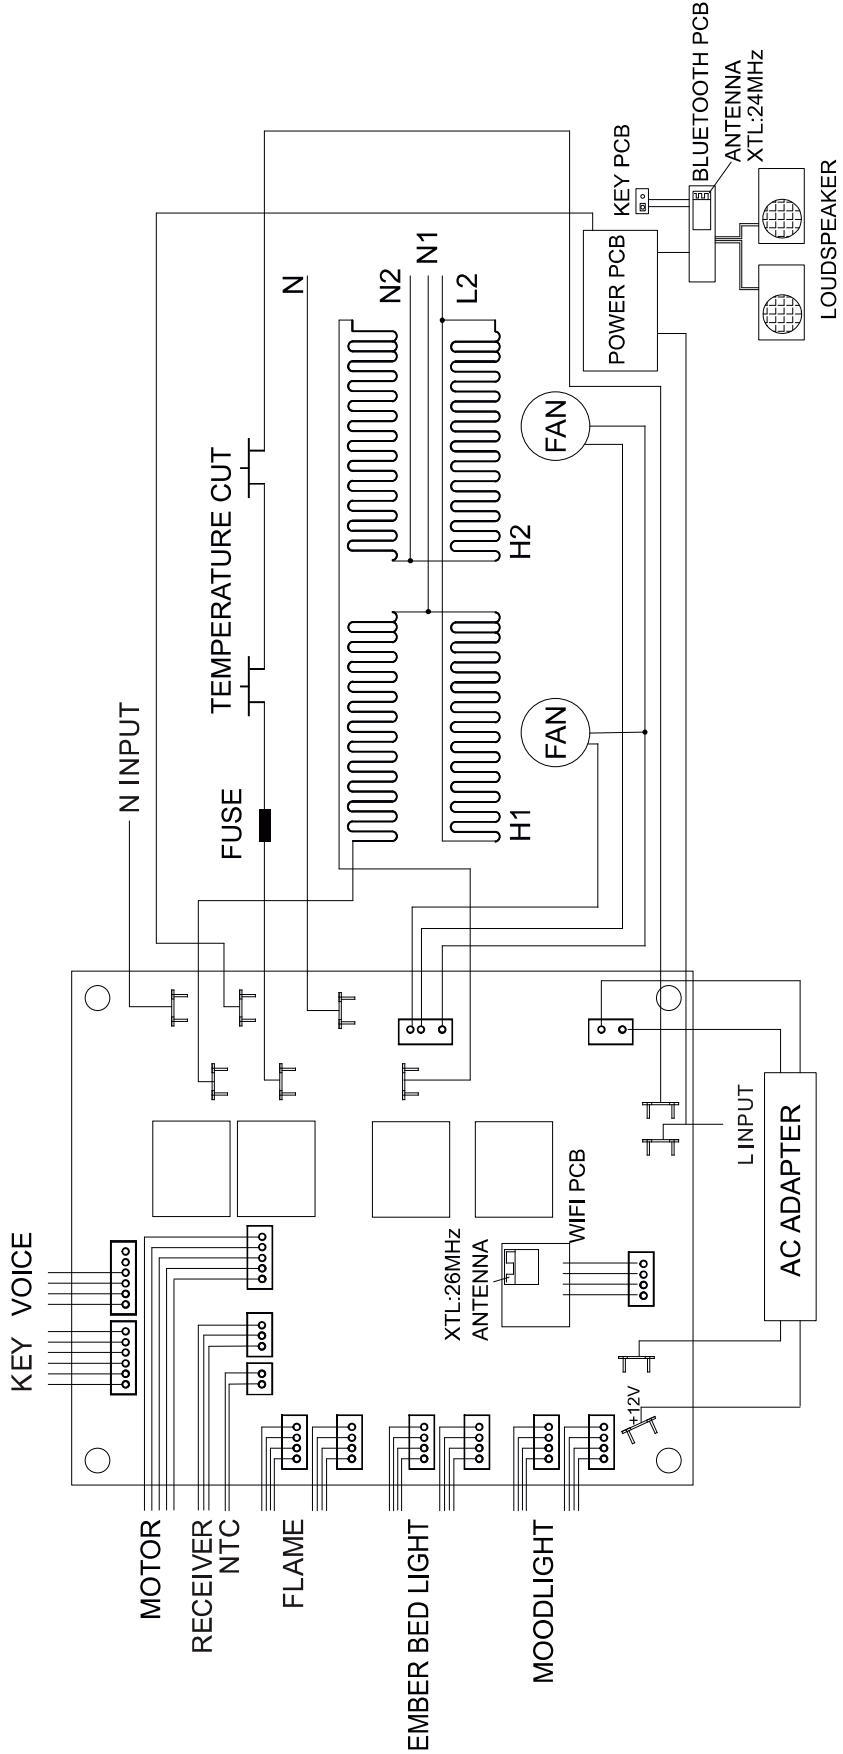 KEY VOICE
MOTOR
RECEIVER
NTC
FLAME
EMBER BED LIGHT
MOODLIGHT
N INPUT
FUSE
TEMPERATURE CUT
N
N2
N1
L2
H1
H2
FAN
FAN
POWER PCB
KEY PCB
BLUETOOTH PCB
ANTENNA
XTL:24MHz
LOUDSPEAKER
XTL:26MHz
ANTENNA
WIFI PCB
L INPUT
AC ADAPTER
+12V